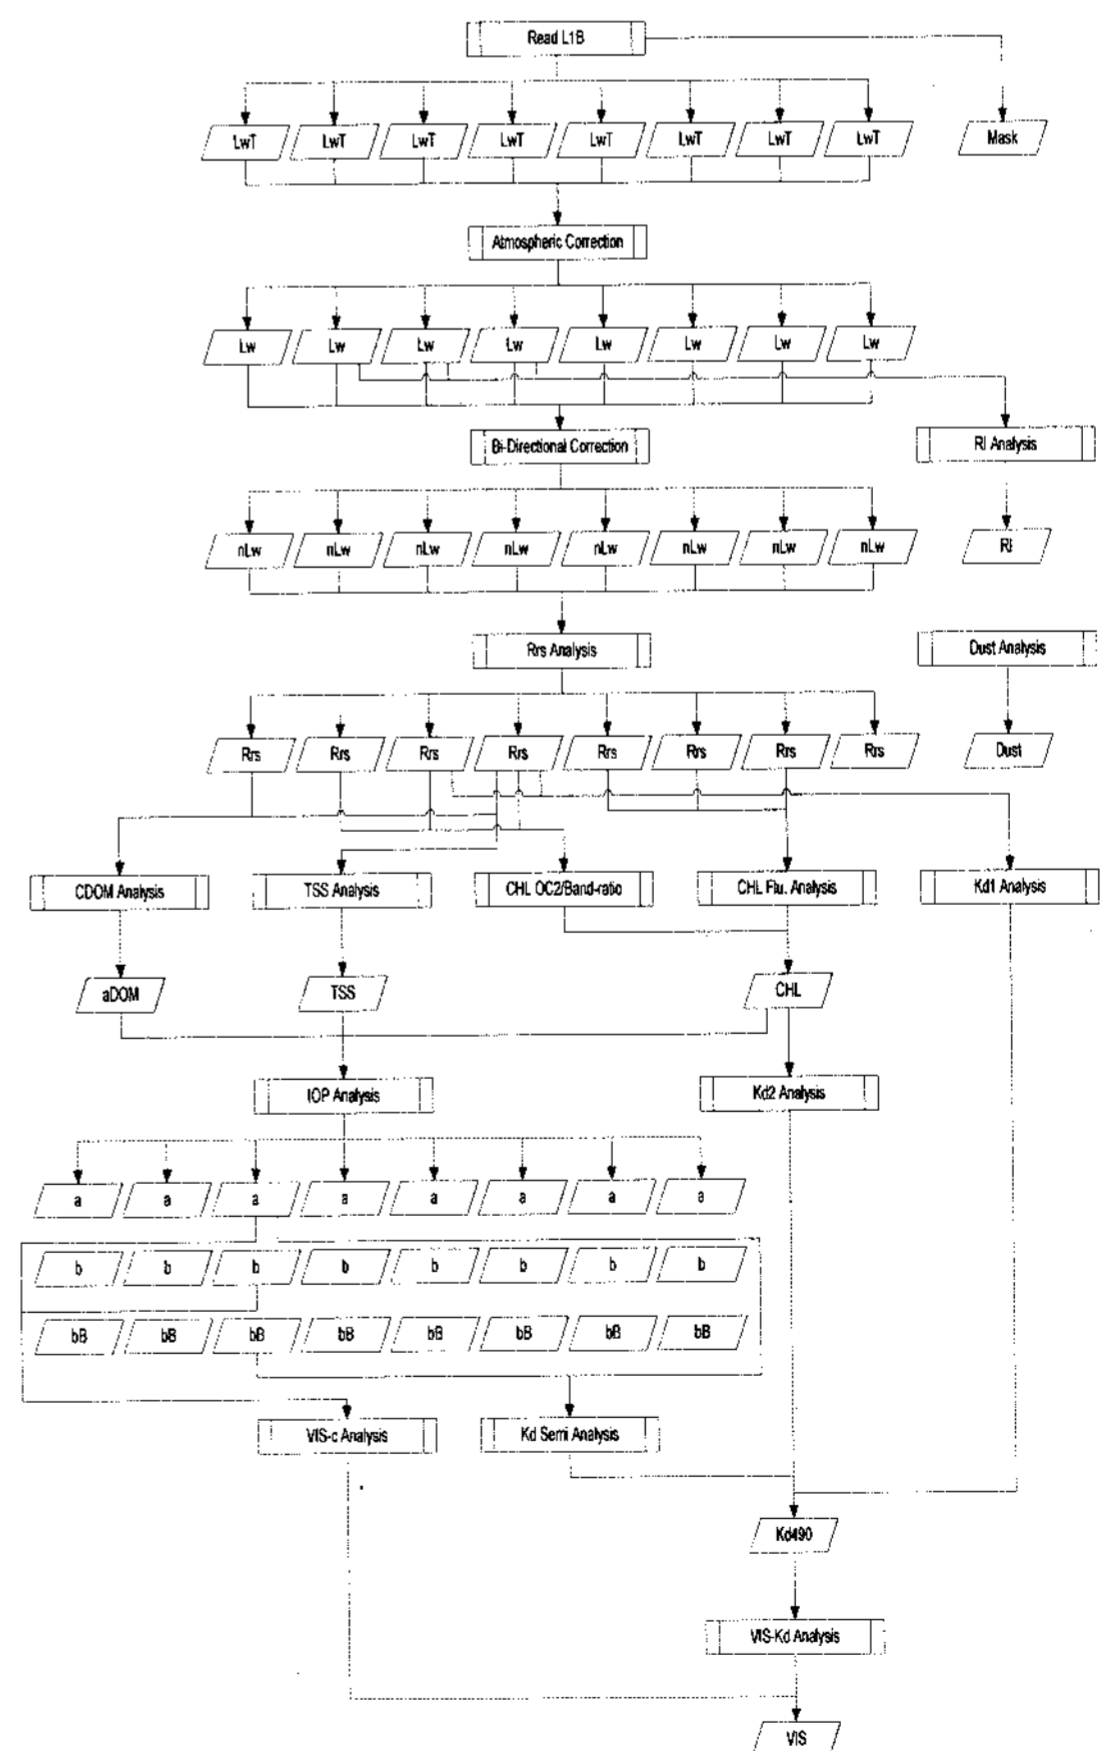 Read L1B
LwT LwT LwT LwT LwT LwT LwT LwT Mask
Atmospheric Correction
Lw Lw Lw Lw Lw Lw Lw Lw
Bi-Directional Correction RI Analysis
nLw nLw nLw nLw nLw nLw nLw nLw RI
Rrs Analysis Dust Analysis
Rrs Rrs Rrs Rrs Rrs Rrs Rrs Rrs Dust
CDOM Analysis TSS Analysis CHL OC2/Band-ratio CHL Flu. Analysis Kd1 Analysis
aDOM TSS CHL
IOP Analysis Kd2 Analysis
a a a a a a a a
b b b b b b b b
bB bB bB bB bB bB bB bB
VIS-c Analysis Kd Semi Analysis
Kd490
VIS-Kd Analysis
VIS